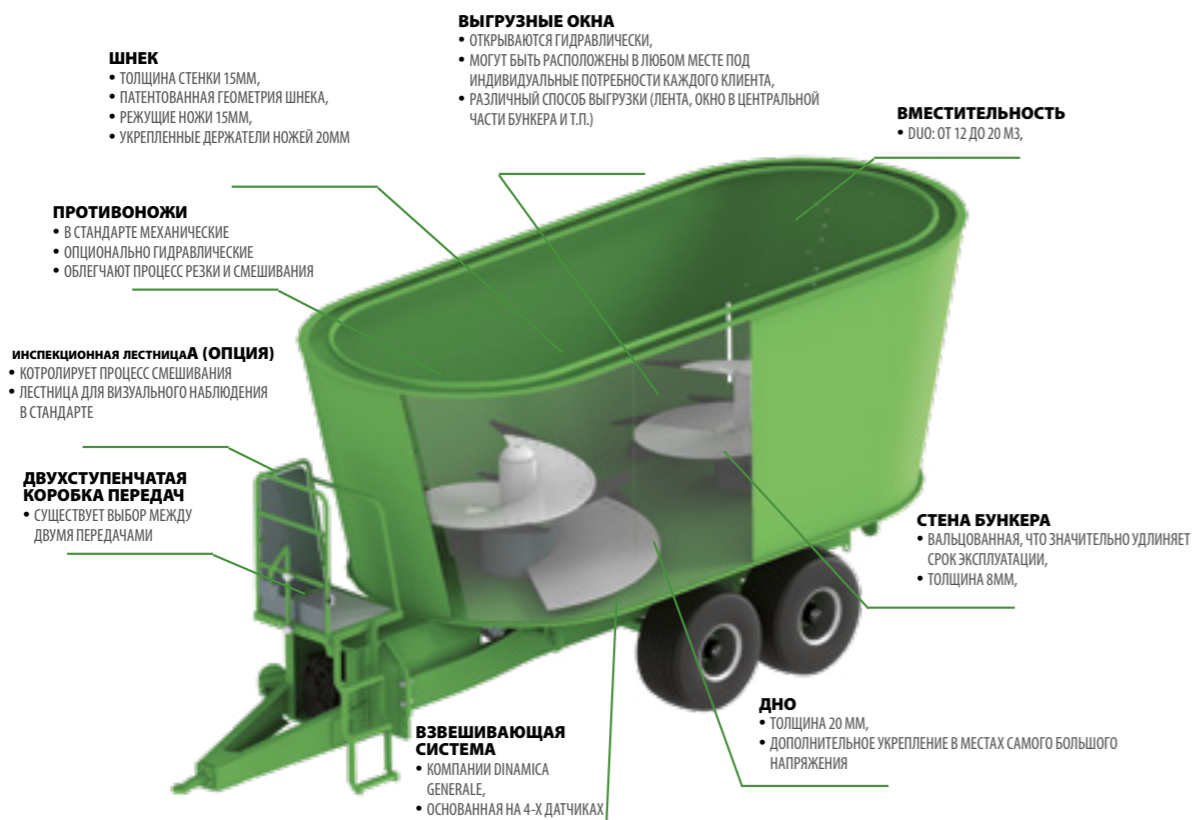 ВЫГРУЗНЫЕ ОКНА
• ОТКРЫВАЮТСЯ ГИДРАВЛИЧЕСКИ,
• МОГУТ БЫТЬ РАСПОЛОЖЕНЫ В ЛЮБОМ МЕСТЕ ПОД
ИНДИВИДУАЛЬНЫЕ ПОТРЕБНОСТИ КАЖДОГО КЛИЕНТА,
• РАЗЛИЧНЫЙ СПОСОБ ВЫГРУЗКИ (ЛЕНТА, ОКНО В ЦЕНТРАЛЬНОЙ
ЧАСТИ БУНКЕРА И Т.П.)
ШНЕК
• ТОЛЩИНА СТЕНКИ 15ММ,
• ПАТЕНТОВАННАЯ ГЕОМЕТРИЯ ШНЕКА,
• РЕЖУЩИЕ НОЖИ 15ММ,
• УКРЕПЛЕННЫЕ ДЕРЖАТЕЛИ НОЖЕЙ 20ММ
ВМЕСТИТЕЛЬНОСТЬ
• DUO: ОТ 12 ДО 20 М3,
ПРОТИВОНОЖИ
• В СТАНДАРТЕ МЕХАНИЧЕСКИЕ
• ОПЦИОНАЛЬНО ГИДРАВЛИЧЕСКИЕ
• ОБЛЕГЧАЮТ ПРОЦЕСС РЕЗКИ И СМЕШИВАНИЯ
ИНСПЕКЦИОННАЯ ЛЕСТНИЦАА (ОПЦИЯ)
• КОТРОЛИРУЕТ ПРОЦЕСС СМЕШИВАНИЯ
• ЛЕСТНИЦА ДЛЯ ВИЗУАЛЬНОГО НАБЛЮДЕНИЯ
В СТАНДАРТЕ
ДВУХСТУПЕНЧАТАЯ
КОРОБКА ПЕРЕДАЧ
• СУЩЕСТВУЕТ ВЫБОР МЕЖДУ
ДВУМЯ ПЕРЕДАЧАМИ
СТЕНА БУНКЕРА
• ВАЛЬЦОВАННАЯ, ЧТО ЗНАЧИТЕЛЬНО УДЛИНЯЕТ
СРОК ЭКСПЛУАТАЦИИ,
• ТОЛЩИНА 8ММ,
ДНО
• ТОЛЩИНА 20 ММ,
• ДОПОЛНИТЕЛЬНОЕ УКРЕПЛЕНИЕ В МЕСТАХ САМОГО БОЛЬШОГО
НАПРЯЖЕНИЯ
ВЗВЕШИВАЮЩАЯ
СИСТЕМА
• КОМПАНИИ DINAMICA
GENERALE,
• ОСНОВАННАЯ НА 4-Х ДАТЧИКАХ